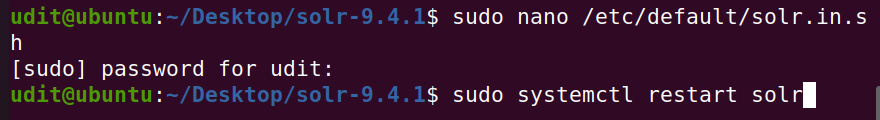 udit@ubuntu:~/Desktop/solr-9.4.1$ sudo nano /etc/default/solr.in.s
h
[sudo] password for udit:
udit@ubuntu:~/Desktop/solr-9.4.1$ sudo systemctl restart solr